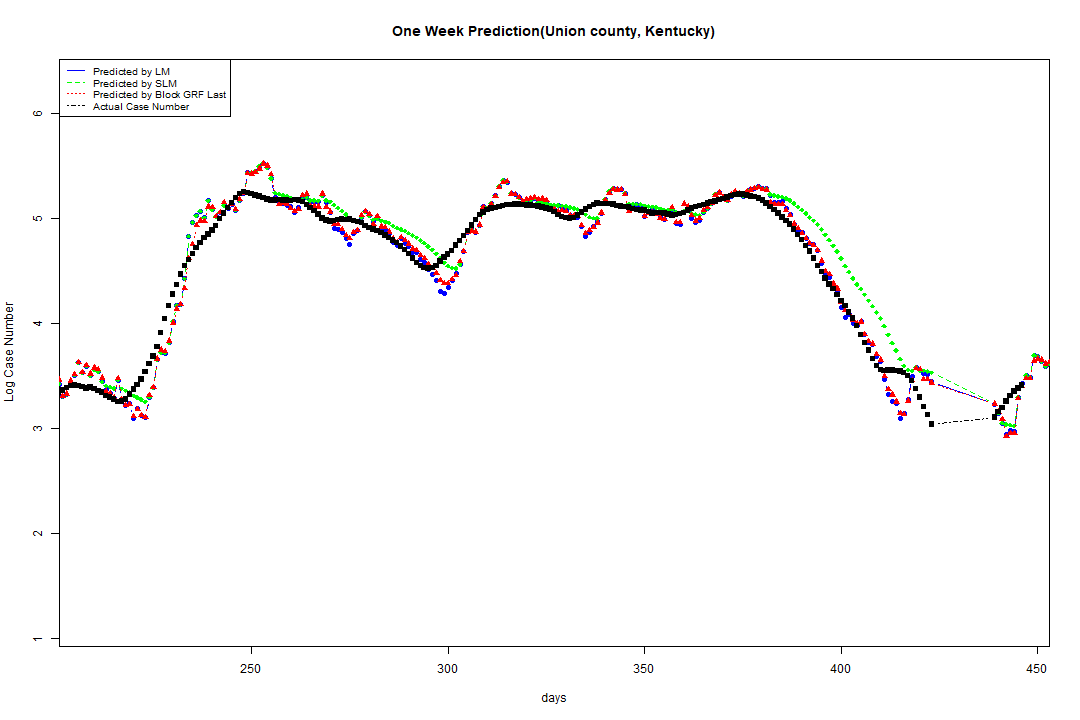 One Week Prediction(Union county, Kentucky)
Predicted by LM
Predicted by SLM
Predicted by Block GRF Last
Actual Case Number
6
5
4
3
2
1
Log Case Number
250 300 350 400 450
days